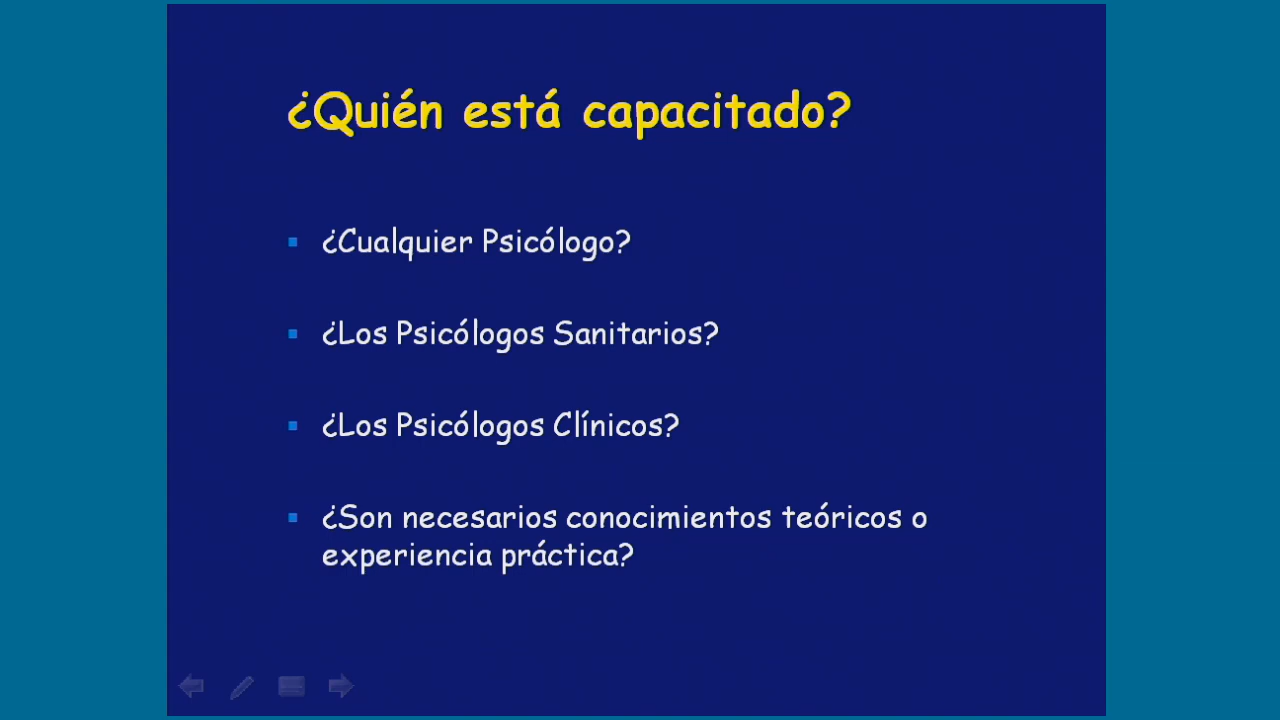 ¿Quién está capacitado?
¿Cualquier Psicólogo?
¿Los Psicólogos Sanitarios?
¿Los Psicólogos Clínicos?
¿Son necesarios conocimientos teóricos o
experiencia práctica?